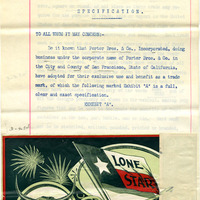 SPECIFICATION.
TO ALL WHOM IT MAY CONCERN:-
Be it known that Porter Bros. & Co., Incorporated, doing
business under the corporate name of Porter Bros. & Co. in
the City and County of San Francisco, State of California,
have adopted for their exclusive use and benefit as a trade
mark, of which the following marked Exhibit "A" is a full,
clear and exact specification.
EXHIBIT "A".
LONE
STAR